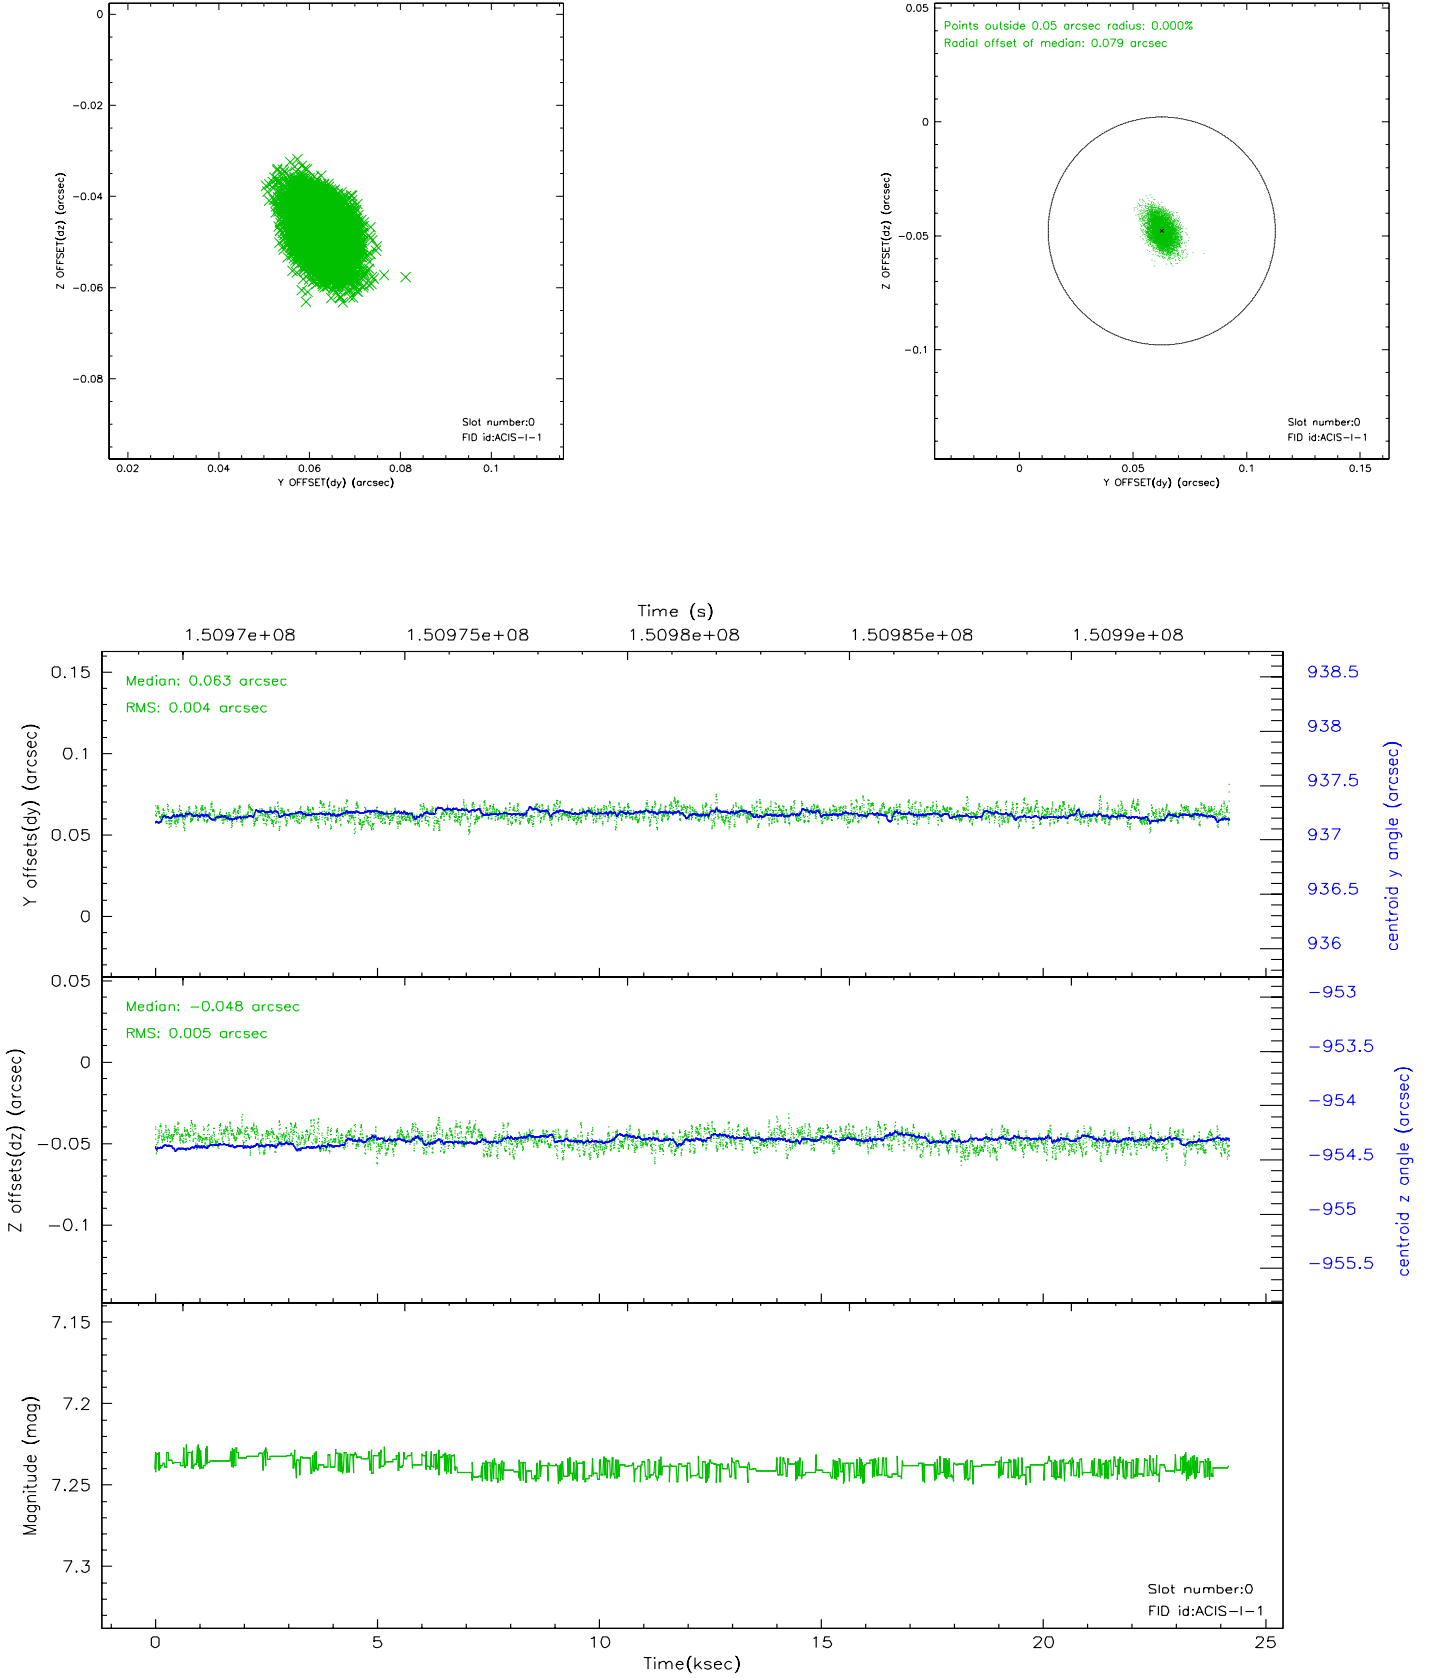 0
-0.02
-0.04
-0.06
-0.08
Z OFFSET(dz) (arcsec)
Slot number:0
FID id:ACIS-I-1
0.02 0.04 0.06 0.08 0.1
Y OFFSET(dy) (arcsec)
Points outside 0.05 arcsec radius: 0.000%
Radial offset of median: 0.079 arcsec
0.05
0
-0.05
-0.1
Z OFFSET(dz) (arcsec)
Slot number:0
FID id:ACIS-I-1
0 0.05 0.1 0.15
Y OFFSET(dy) (arcsec)
Time (s)
1.5097e+08 1.50975e+08 1.5098e+08 1.50985e+08 1.5099e+08
Median: 0.063 arcsec
RMS: 0.004 arcsec
0.15
0.1
0.05
0
Y offsets(dy) (arcsec)
938.5
938
937.5
937
936.5
936
centroid y angle (arcsec)
Median: -0.048 arcsec
RMS: 0.005 arcsec
0.05
0
-0.05
-0.1
Z offsets(dz) (arcsec)
-953
-953.5
-954
-954.5
-955
-955.5
centroid z angle (arcsec)
7.15
7.2
7.25
7.3
Magnitude (mag)
Slot number:0
FID id:ACIS-I-1
0 5 10 15 20 25
Time(ksec)